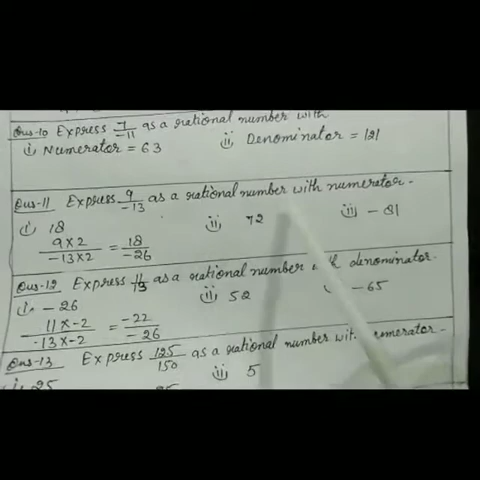 Qus-10 Express 7/-11 as a rational number with
(i) Numerator = 63 (ii) Denominator = 121
Qus-11 Express 9/-13 as a rational number with numerator.
(i) 18 (ii) 72 (iii) -81
9×2/-13×2 = 18/-26
Qus-12 Express 11/13 as a rational number denominator.
(i) -26 (ii) 52 -65
11×-2/-13×-2 = -22/-26
Qus-13 Express 125/150 as a rational number
(i) 25 (ii) 5